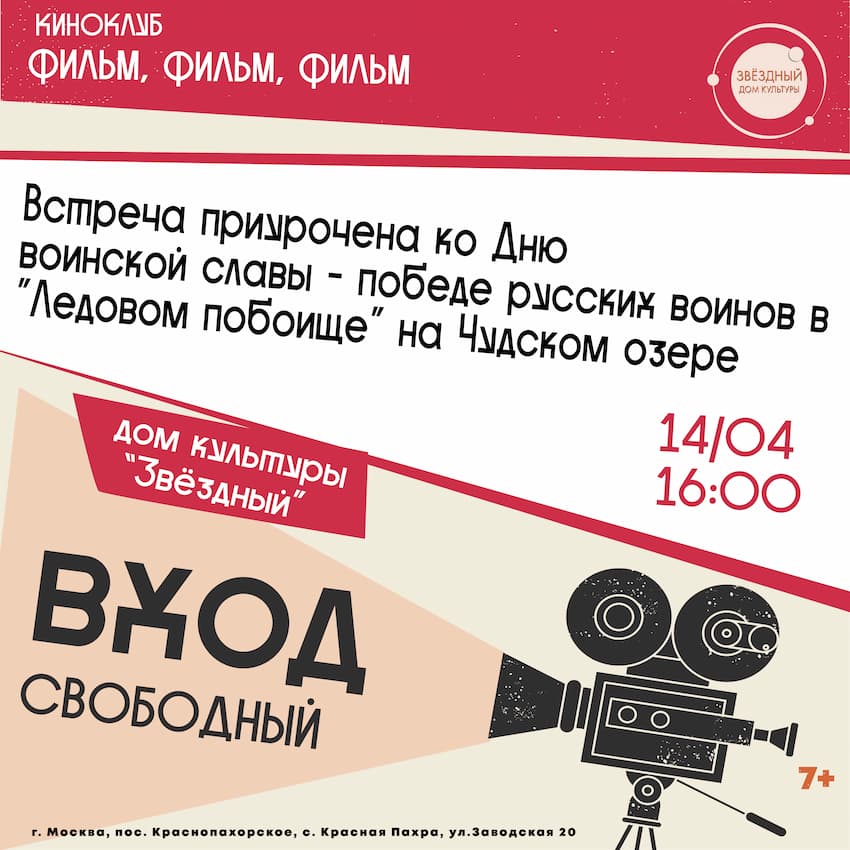 КИНОКЛУБ
ФИЛЬМ, ФИЛЬМ, ФИЛЬМ
ЗВЁЗДНЫЙ
ДОМ КУЛЬТУРЫ
Встреча приурочена ко Дню
воинской славы - победе русских воинов в
"Ледовом побоище" на Чудском озере
14/04
16:00
ДОМ КУЛЬТУРЫ
"Звёздный"
ВХОД
СВОБОДНЫЙ
7+
г. Москва, пос. Краснопахорское, с. Красная Пахра, ул.Заводская 20